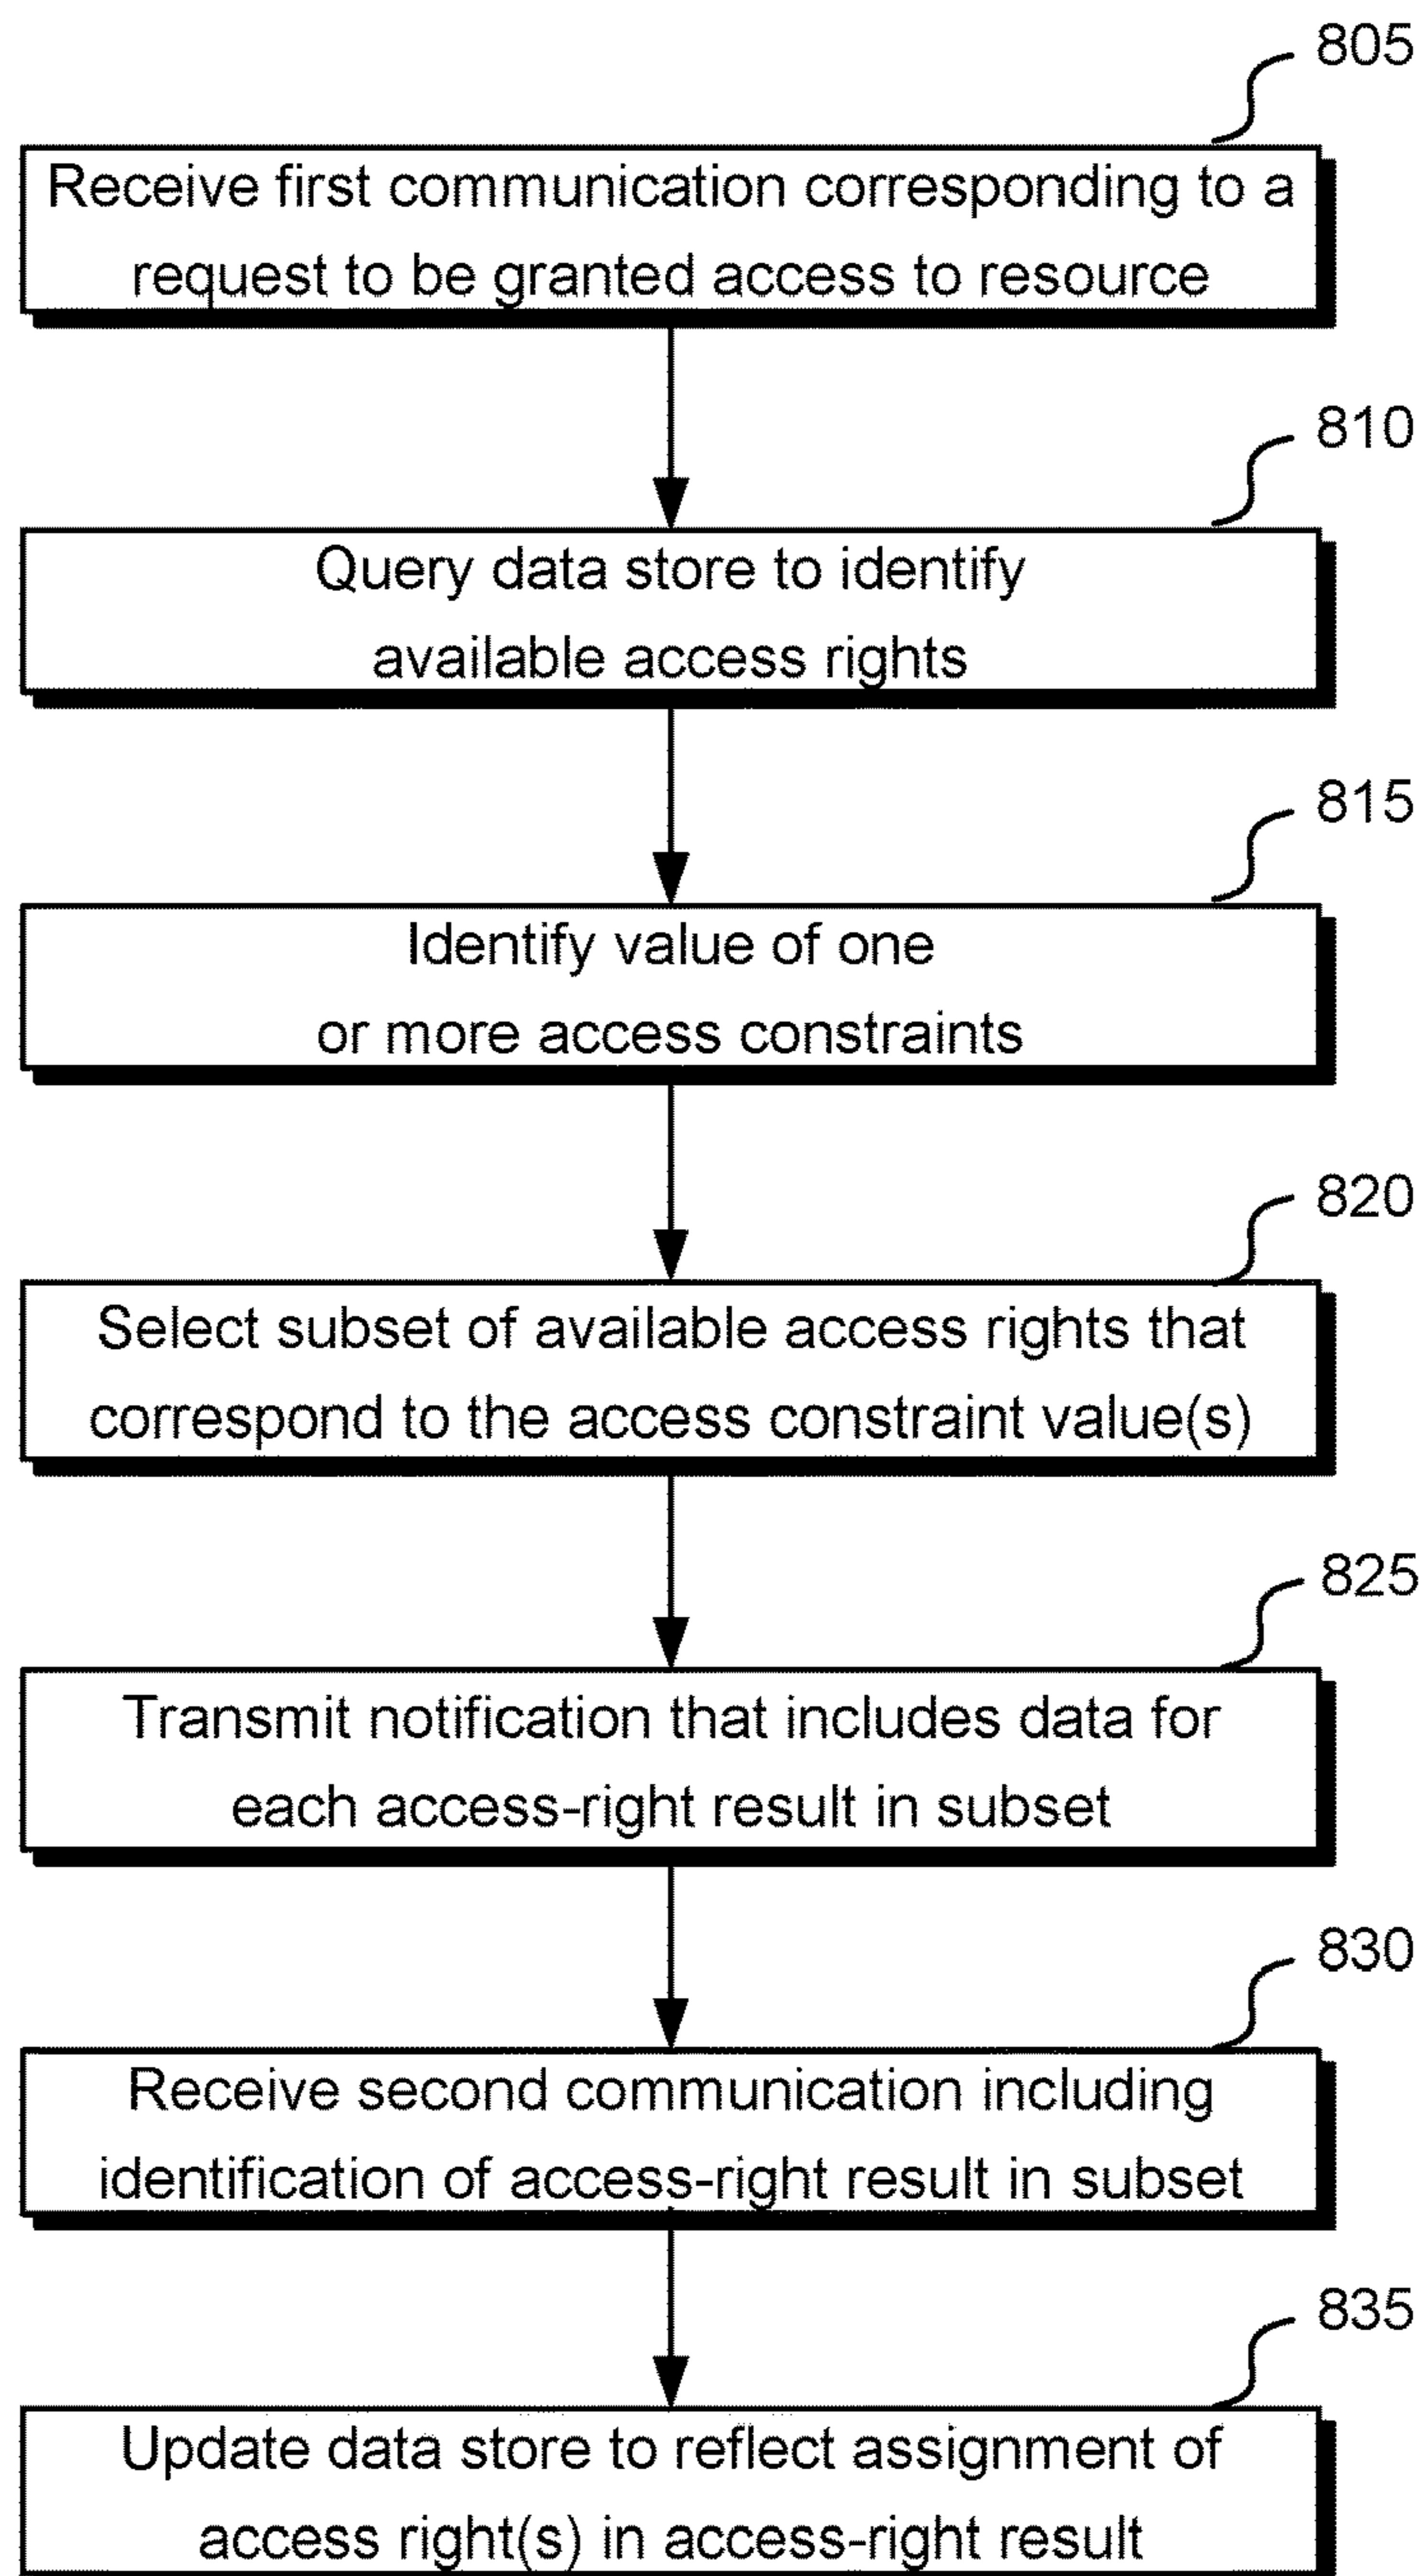 805
Receive first communication corresponding to a
request to be granted access to resource
810
Query data store to identify
available access rights
815
Identify value of one
or more access constraints
820
Select subset of available access rights that
correspond to the access constraint value(s)
825
Transmit notification that includes data for
each access-right result in subset
830
Receive second communication including
identification of access-right result in subset
835
Update data store to reflect assignment of
access right(s) in access-right result